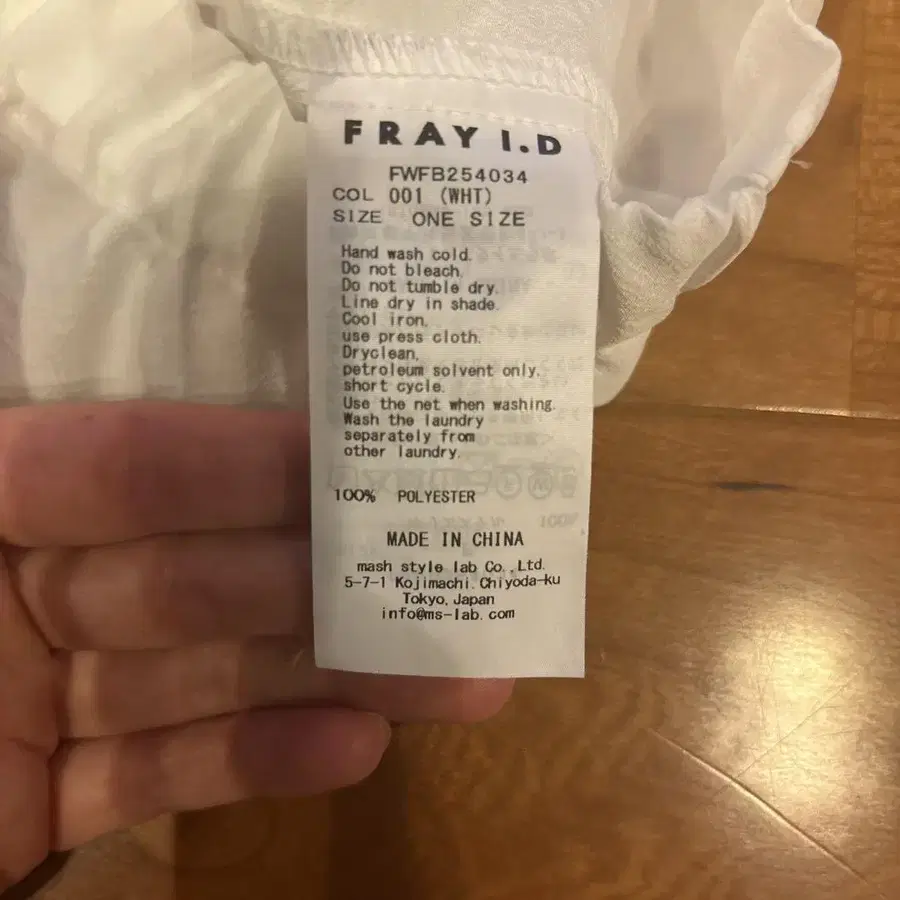 FRAY I.D
FWFB254034
COL 001 (WHT)
SIZE ONE SIZE
Hand wash cold.
Do not bleach.
Do not tumble dry.
Line dry in shade.
Cool iron.
use press cloth.
Dryclean,
petroleum solvent only.
short cycle.
Use the net when washing.
Wash the laundry
separately from
other laundry.
100% POLYESTER
MADE IN CHINA
mash style lab Co.,Ltd.
5-7-1 Kojimachi.Chiyoda-ku
Tokyo,Japan
info@ms-lab.com